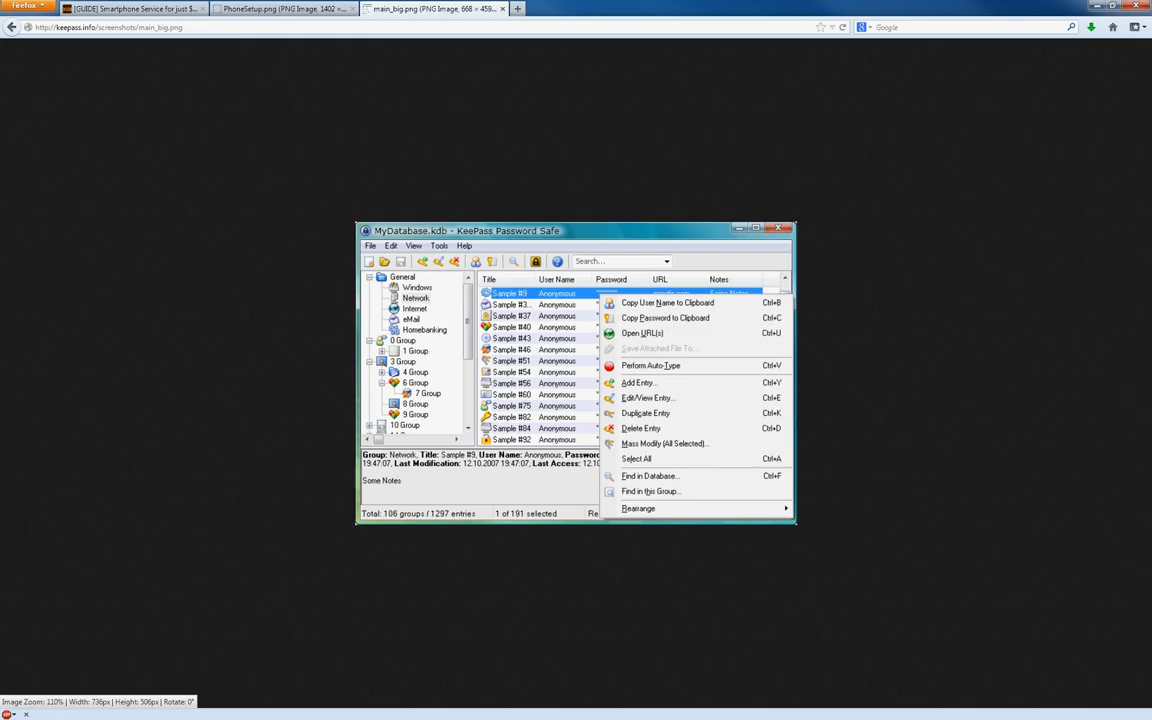 Firefox
[GUIDE] Smartphone Service for just $...
PhoneSetup.png (PNG Image, 1402 × ...
main_big.png (PNG Image, 668 × 459...
http://keepass.info/screenshots/main_big.png
Google
MyDatabase.kdb - KeePass Password Safe
File Edit View Tools Help
Search...
General
Windows
Network
Internet
eMail
Homebanking
0 Group
1 Group
3 Group
4 Group
6 Group
7 Group
8 Group
9 Group
10 Group
Title User Name Password URL Notes
Sample #9 Anonymous
Sample #3... Anonymous
Sample #37 Anonymous
Sample #40 Anonymous
Sample #43 Anonymous
Sample #46 Anonymous
Sample #51 Anonymous
Sample #54 Anonymous
Sample #56 Anonymous
Sample #60 Anonymous
Sample #75 Anonymous
Sample #82 Anonymous
Sample #84 Anonymous
Sample #92 Anonymous
Copy User Name to Clipboard Ctrl+B
Copy Password to Clipboard Ctrl+C
Open URL(s) Ctrl+U
Save Attached File To...
Perform Auto-Type Ctrl+V
Add Entry... Ctrl+Y
Edit/View Entry... Ctrl+E
Duplicate Entry Ctrl+K
Delete Entry Ctrl+D
Mass Modify (All Selected)...
Select All Ctrl+A
Find in Database... Ctrl+F
Find in this Group...
Rearrange
Group: Network, Title: Sample #9, User Name: Anonymous, Password
19:47:07, Last Modification: 12.10.2007 19:47:07, Last Access: 12.10
Some Notes
Total: 106 groups / 1297 entries 1 of 191 selected Re
Image Zoom: 110% | Width: 736px | Height: 506px | Rotate: 0°